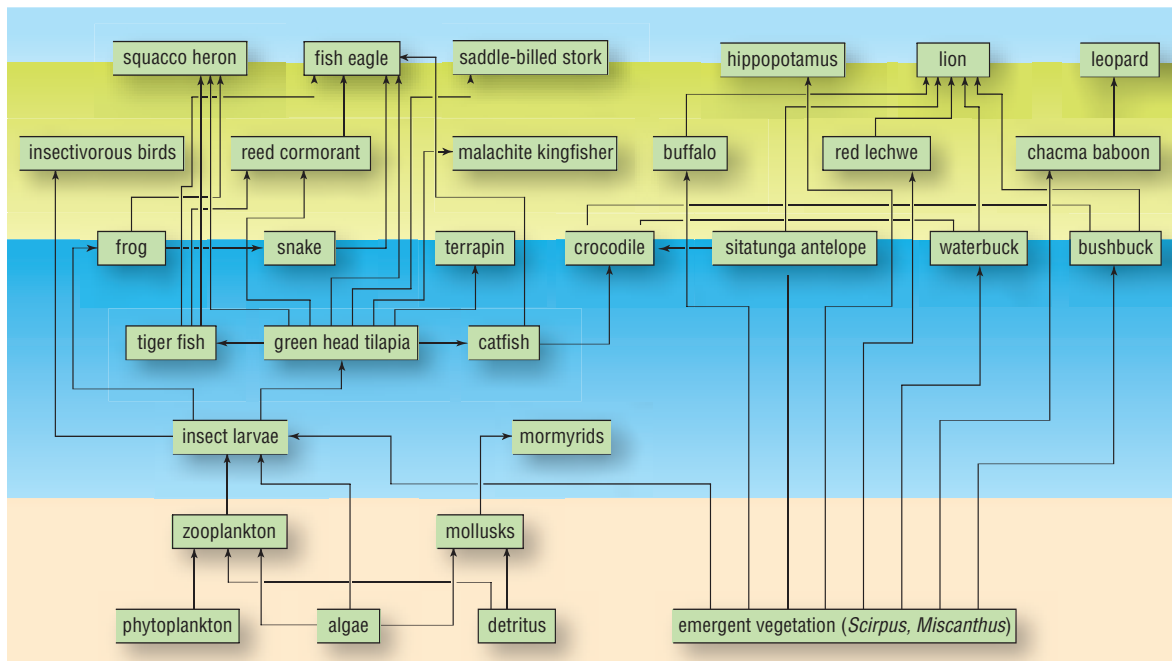 squacco heron
fish eagle
saddle-billed stork
hippopotamus
lion
leopard
insectivorous birds
reed cormorant
malachite kingfisher
buffalo
red lechwe
chacma baboon
frog
snake
terrapin
crocodile
sitatunga antelope
waterbuck
bushbuck
tiger fish
green head tilapia
catfish
insect larvae
mormyrids
zooplankton
mollusks
phytoplankton
algae
detritus
emergent vegetation (Scirpus, Miscanthus)